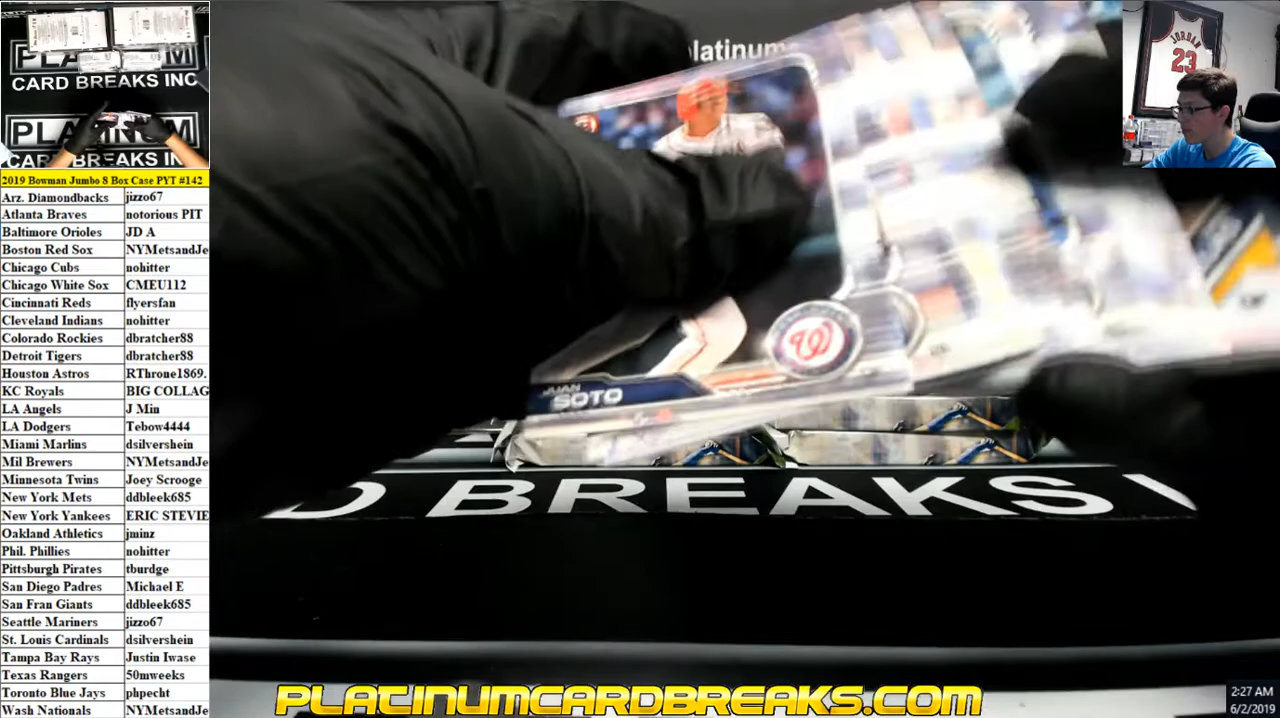 PLATINUM
CARD BREAKS INC
PLATINUM
CARD BREAKS IN
2019 Bowman Jumbo 8 Box Case PYT #142
Arz. Diamondbacks jizzo67
Atlanta Braves notorious PIT
Baltimore Orioles JD A
Boston Red Sox NYMetsandJe
Chicago Cubs nohitter
Chicago White Sox CMEU112
Cincinnati Reds flyersfan
Cleveland Indians nohitter
Colorado Rockies dbratcher88
Detroit Tigers dbratcher88
Houston Astros RThrone1869.
KC Royals BIG COLLAG
LA Angels J Min
LA Dodgers Tebow4444
Miami Marlins dsilvershein
Mil Brewers NYMetsandJe
Minnesota Twins Joey Scrooge
New York Mets ddbleek685
New York Yankees ERIC STEVIE
Oakland Athletics jminz
Phil. Phillies nohitter
Pittsburgh Pirates tburdge
San Diego Padres Michael E
San Fran Giants ddbleek685
Seattle Mariners jizzo67
St. Louis Cardinals dsilvershein
Tampa Bay Rays Justin Iwase
Texas Rangers 50mweeks
Toronto Blue Jays phpecht
Wash Nationals NYMetsandJe
platinums
JORDAN
23
W
JUAN
SOTO
D BREAKS I
PLATINUMCARDBREAKS.COM
2:27 AM
6/2/2019